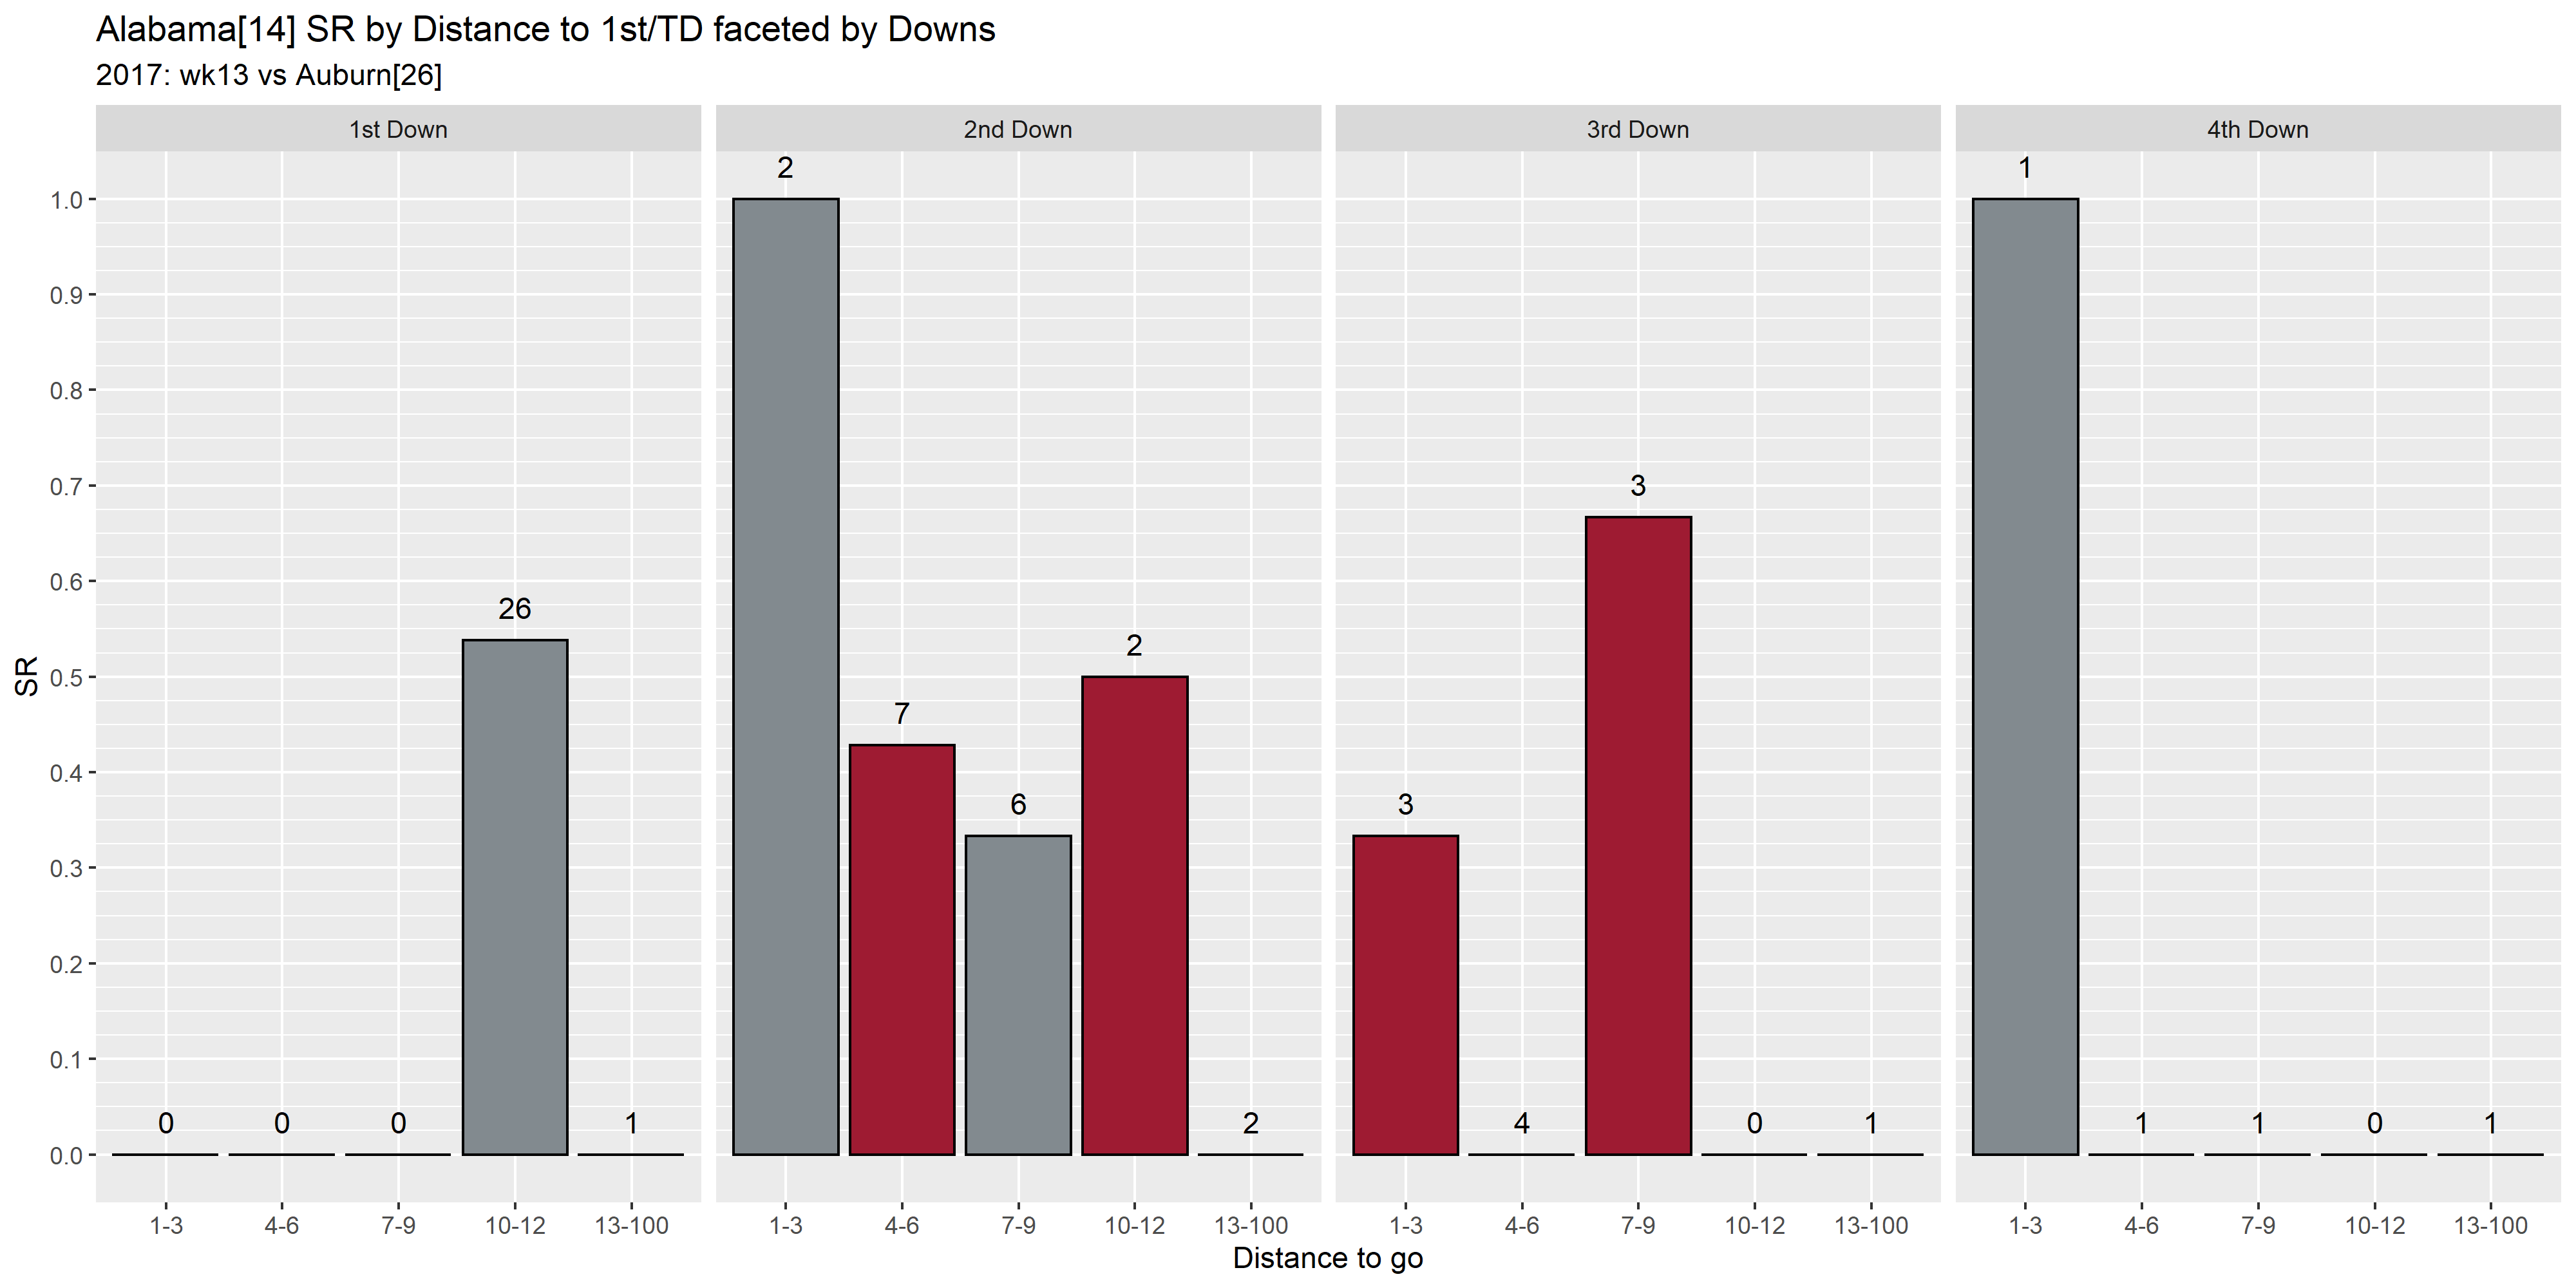 Alabama[14] SR by Distance to 1st/TD faceted by Downs
2017: wk13 vs Auburn[26]
1st Down
2nd Down
3rd Down
4th Down
SR
1.0
0.9
0.8
0.7
0.6
0.5
0.4
0.3
0.2
0.1
0.0
0 0 0 26 1
2 7 6 2 2
3 4 3 0 1
1 1 1 0 1
1-3 4-6 7-9 10-12 13-100
1-3 4-6 7-9 10-12 13-100
1-3 4-6 7-9 10-12 13-100
1-3 4-6 7-9 10-12 13-100
Distance to go